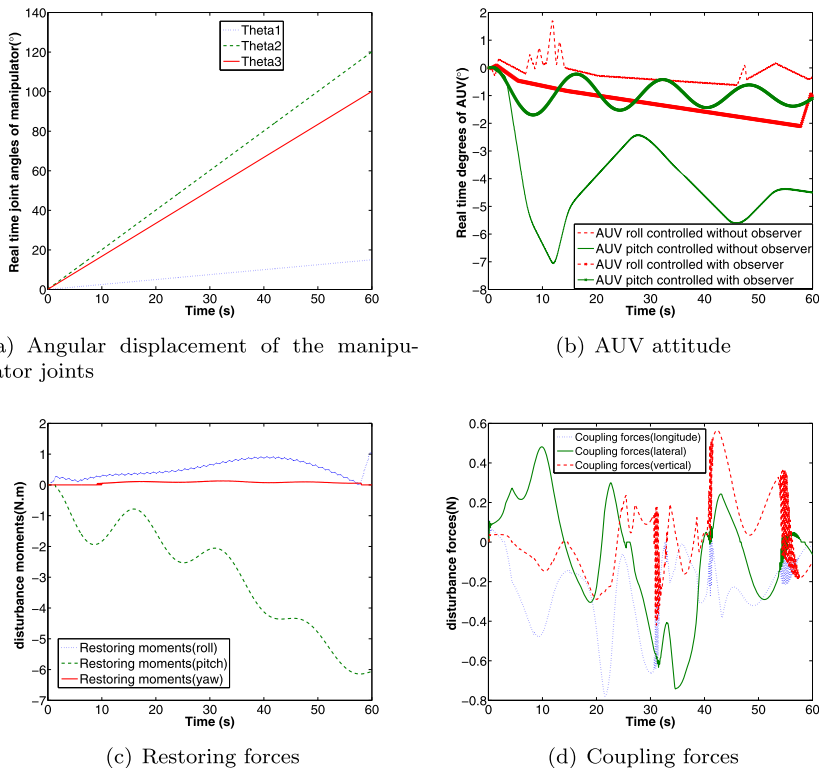 140
120
100
80
60
40
20
0
0 10 20 30 40 50 60
Real time joint angles of manipulator(°)
Time (s)
Theta1
Theta2
Theta3
a) Angular displacement of the manipu-
ator joints
2
1
0
−1
−2
−3
−4
−5
−6
−7
−8
0 10 20 30 40 50 60
Real time degrees of AUV(°)
Time (s)
AUV roll controlled without observer
AUV pitch controlled without observer
AUV roll controlled with observer
AUV pitch controlled with observer
(b) AUV attitude
2
1
0
−1
−2
−3
−4
−5
−6
−7
0 10 20 30 40 50 60
disturbance moments(N.m)
Time (s)
Restoring moments(roll)
Restoring moments(pitch)
Restoring moments(yaw)
(c) Restoring forces
0.6
0.4
0.2
0
−0.2
−0.4
−0.6
−0.8
0 10 20 30 40 50 60
disturbance forces(N)
Time (s)
Coupling forces(longitude)
Coupling forces(lateral)
Coupling forces(vertical)
(d) Coupling forces